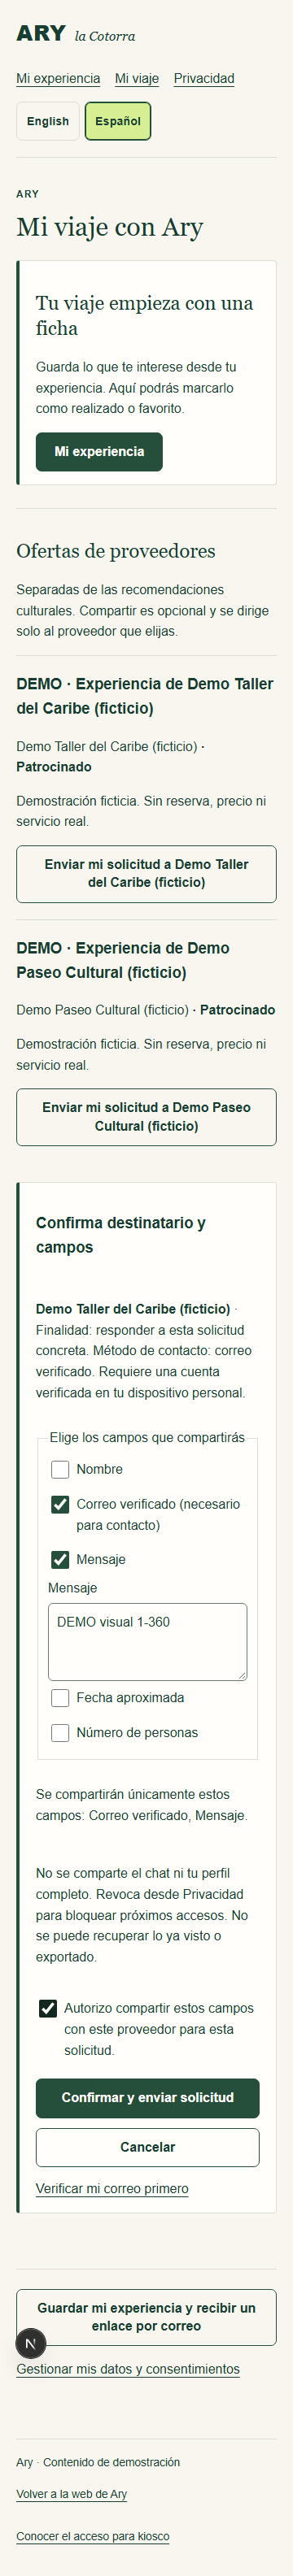 ARY la Cotorra
Mi experiencia Mi viaje Privacidad
English Español
ARY
Mi viaje con Ary
Tu viaje empieza con una
ficha
Guarda lo que te interese desde tu
experiencia. Aquí podrás marcarlo
como realizado o favorito.
Mi experiencia
Ofertas de proveedores
Separadas de las recomendaciones
culturales. Compartir es opcional y se dirige
solo al proveedor que elijas.
DEMO · Experiencia de Demo Taller
del Caribe (ficticio)
Demo Taller del Caribe (ficticio) ·
Patrocinado
Demostración ficticia. Sin reserva, precio ni
servicio real.
Enviar mi solicitud a Demo Taller
del Caribe (ficticio)
DEMO · Experiencia de Demo
Paseo Cultural (ficticio)
Demo Paseo Cultural (ficticio) · Patrocinado
Demostración ficticia. Sin reserva, precio ni
servicio real.
Enviar mi solicitud a Demo Paseo
Cultural (ficticio)
Confirma destinatario y
campos
Demo Taller del Caribe (ficticio) ·
Finalidad: responder a esta solicitud
concreta. Método de contacto: correo
verificado. Requiere una cuenta
verificada en tu dispositivo personal.
Elige los campos que compartirás
Nombre
Correo verificado (necesario
para contacto)
Mensaje
Mensaje
DEMO visual 1-360
Fecha aproximada
Número de personas
Se compartirán únicamente estos
campos: Correo verificado, Mensaje.
No se comparte el chat ni tu perfil
completo. Revoca desde Privacidad
para bloquear próximos accesos. No
se puede recuperar lo ya visto o
exportado.
Autorizo compartir estos campos
con este proveedor para esta
solicitud.
Confirmar y enviar solicitud
Cancelar
Verificar mi correo primero
Guardar mi experiencia y recibir un
enlace por correo
N
Gestionar mis datos y consentimientos
Ary · Contenido de demostración
Volver a la web de Ary
Conocer el acceso para kiosco